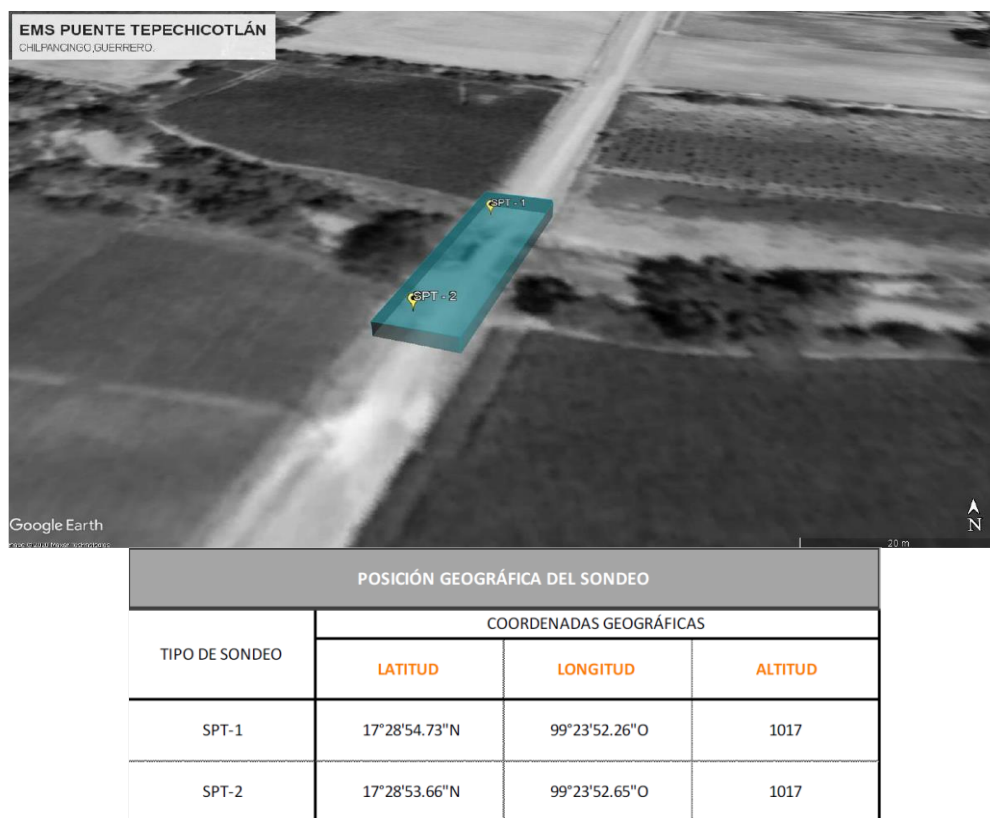 EMS PUENTE TEPECHICOTLÁN
CHILPANCINGO,GUERRERO.
SPT - 1
SPT - 2
Google Earth
N
20 m
POSICIÓN GEOGRÁFICA DEL SONDEO
TIPO DE SONDEO
COORDENADAS GEOGRÁFICAS
LATITUD LONGITUD ALTITUD
SPT-1 17°28'54.73"N 99°23'52.26"O 1017
SPT-2 17°28'53.66"N 99°23'52.65"O 1017